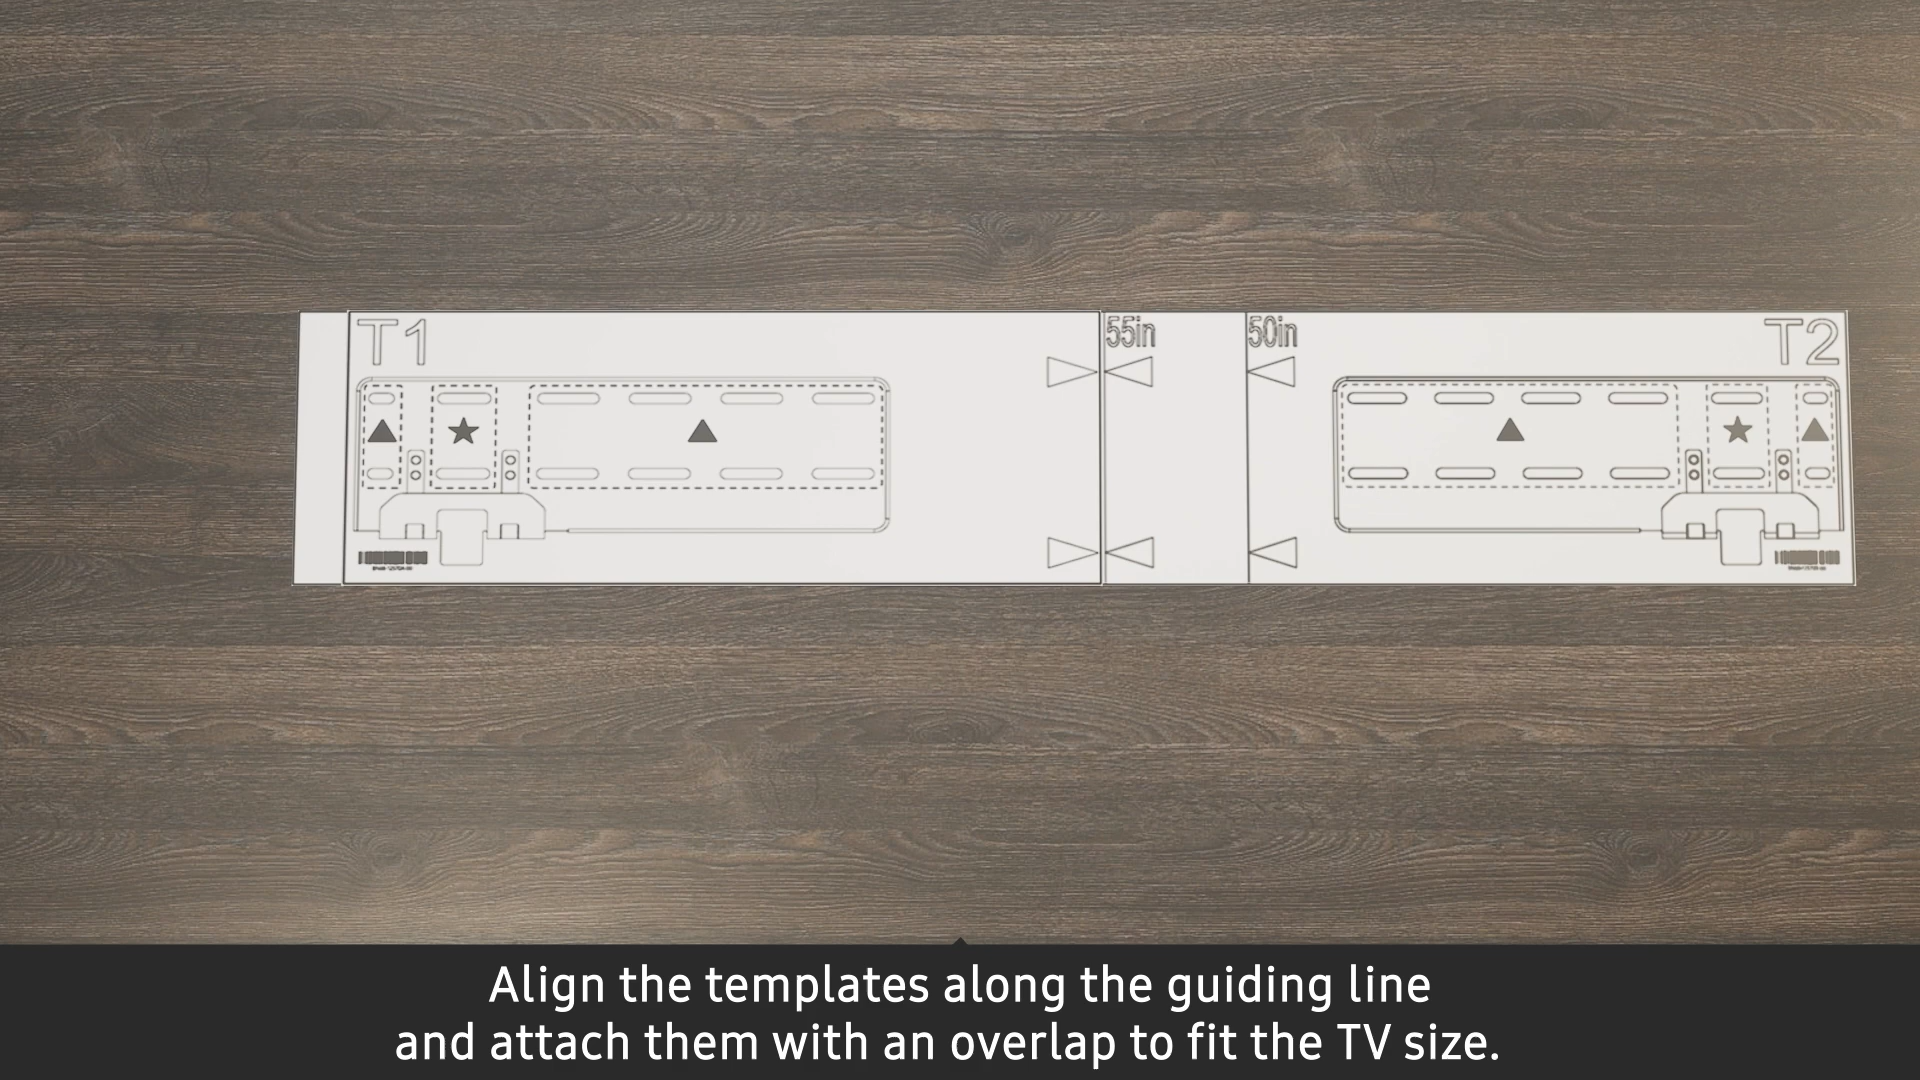 T1
55in
50in
T2
Align the templates along the guiding line
and attach them with an overlap to fit the TV size.